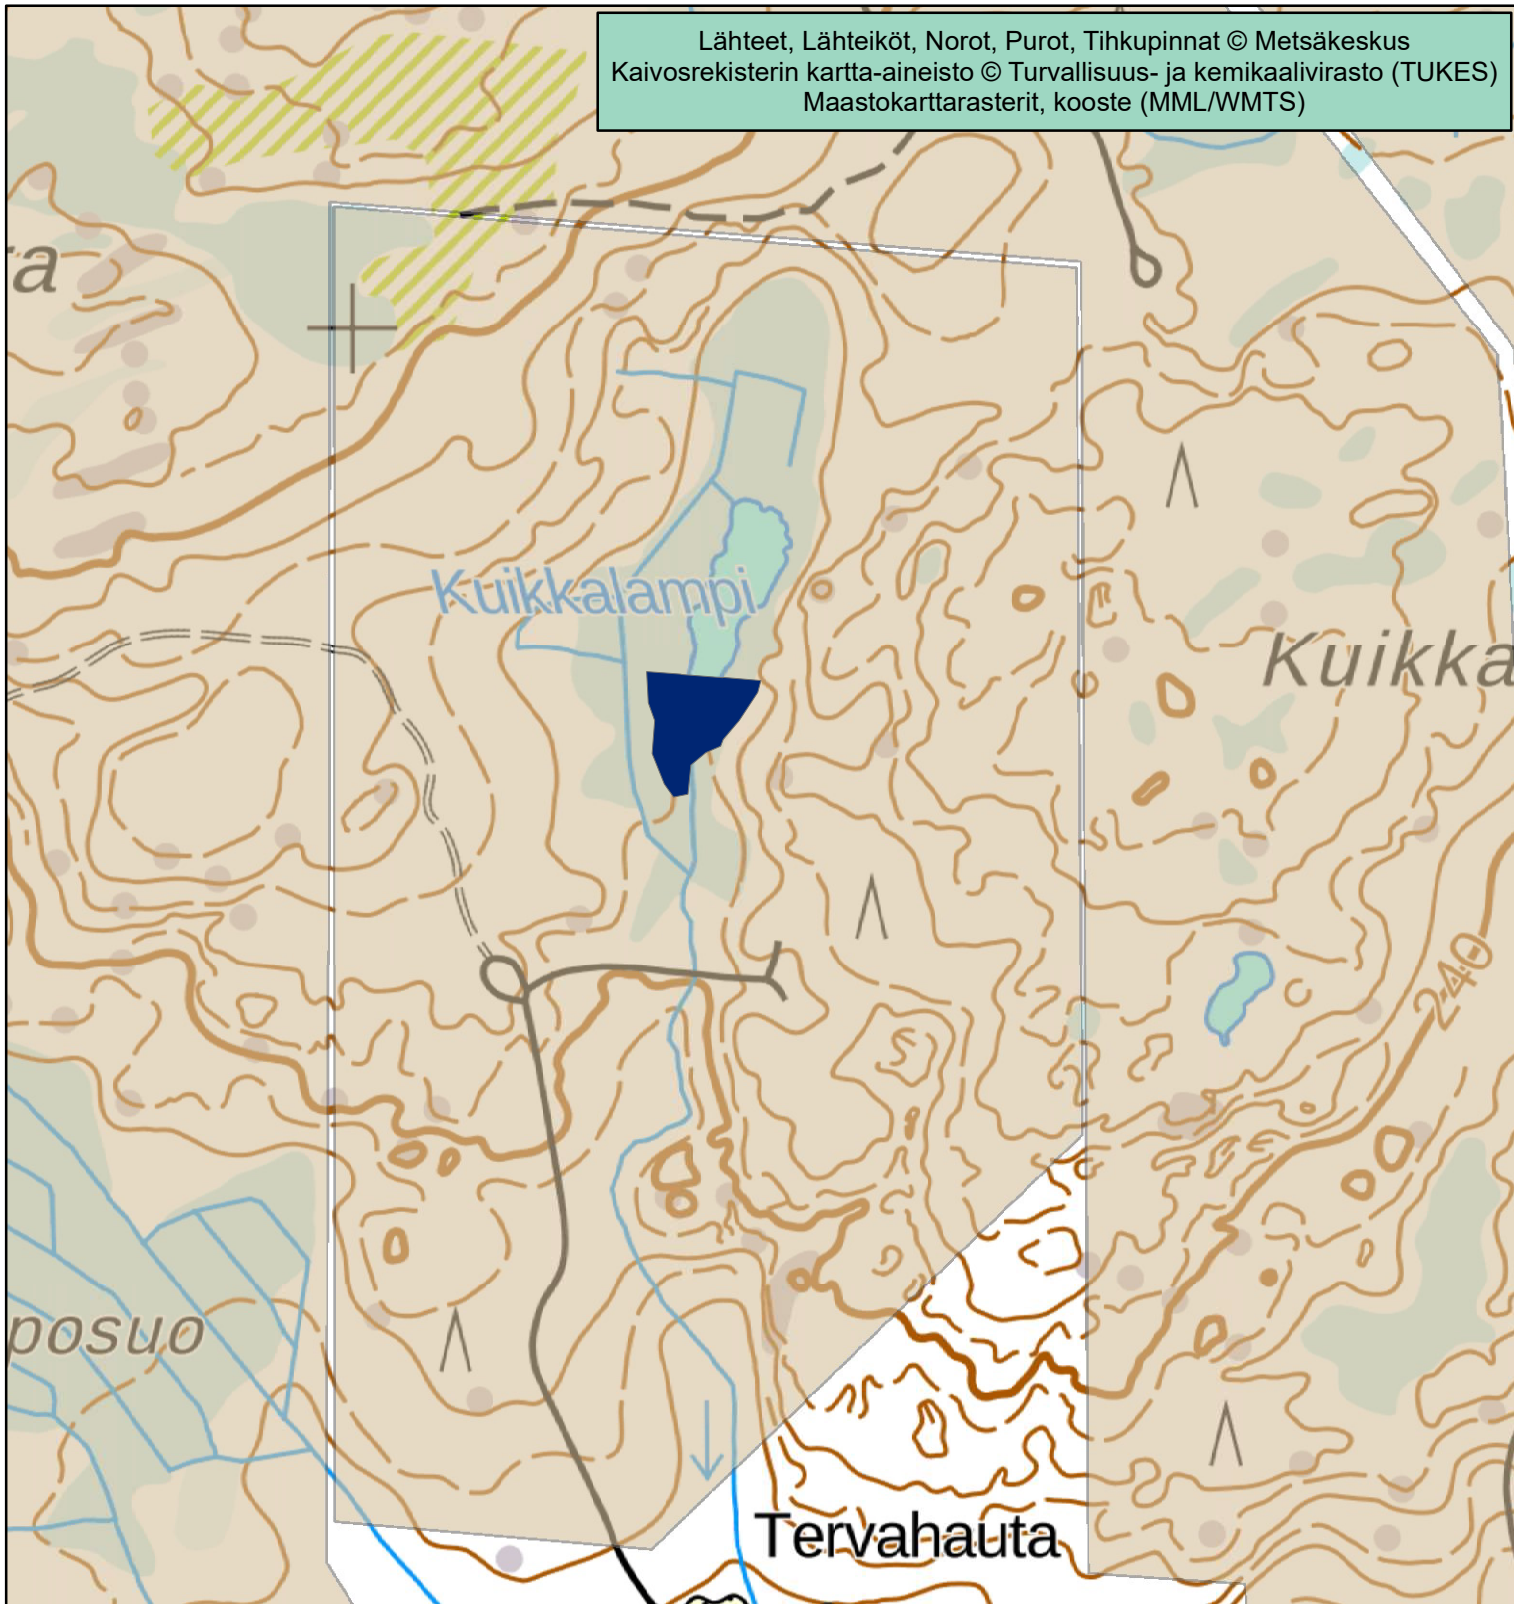 Lähteet, Lähteiköt, Norot, Purot, Tihkupinnat © Metsäkeskus
Kaivosrekisterin kartta-aineisto © Turvallisuus- ja kemikaalivirasto (TUKES)
Maastokarttarasterit, kooste (MML/WMTS)
ra
Kuikkalampi
Kuikka
240
posuo
Tervahauta